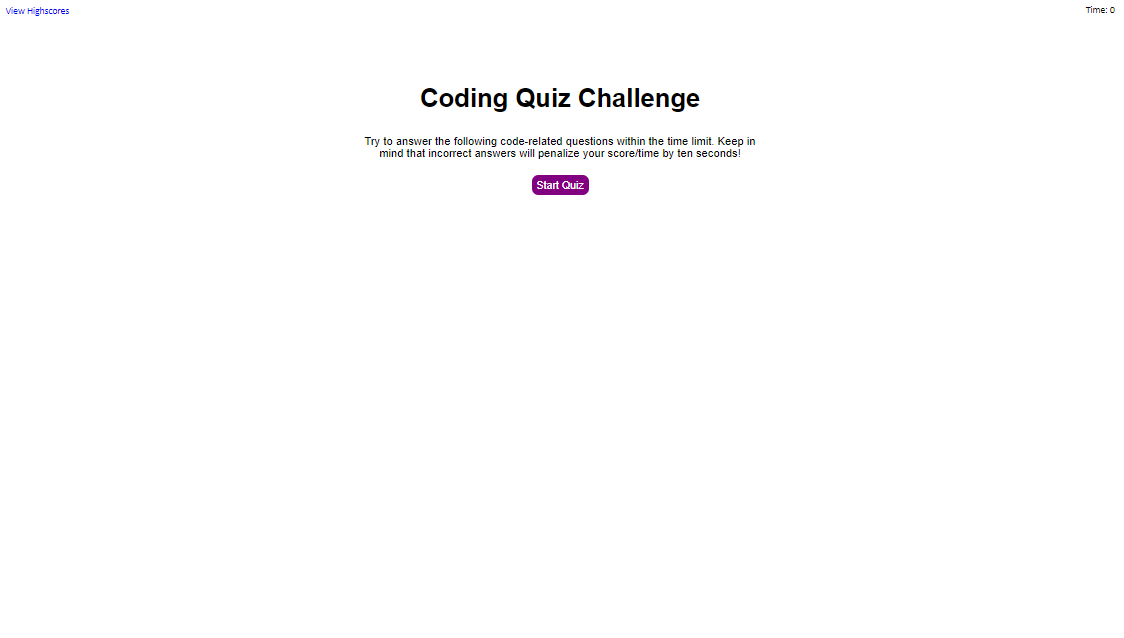 View Highscores
Time: 0
Coding Quiz Challenge
Try to answer the following code-related questions within the time limit. Keep in
mind that incorrect answers will penalize your score/time by ten seconds!
Start Quiz